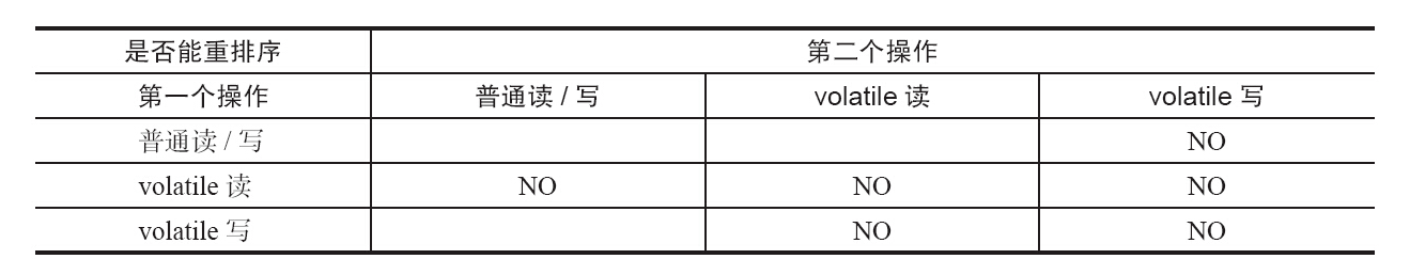 是否能重排序 第二个操作
第一个操作 普通读 / 写 volatile 读 volatile 写
普通读 / 写 NO
volatile 读 NO NO NO
volatile 写 NO NO